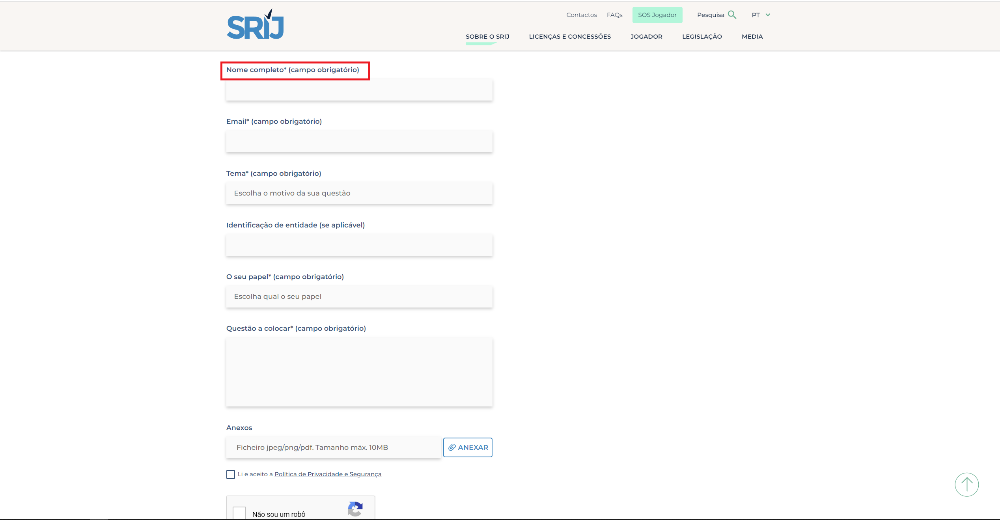 SRIJ
Contactos FAQs SOS Jogador Pesquisa PT
SOBRE O SRIJ LICENÇAS E CONCESSÕES JOGADOR LEGISLAÇÃO MEDIA
Nome completo* (campo obrigatório)
Email* (campo obrigatório)
Tema* (campo obrigatório)
Escolha o motivo da sua questão
Identificação de entidade (se aplicável)
O seu papel* (campo obrigatório)
Escolha qual o seu papel
Questão a colocar* (campo obrigatório)
Anexos
Ficheiro jpeg/png/pdf. Tamanho máx. 10MB ANEXAR
Li e aceito a Política de Privacidade e Segurança
Não sou um robô